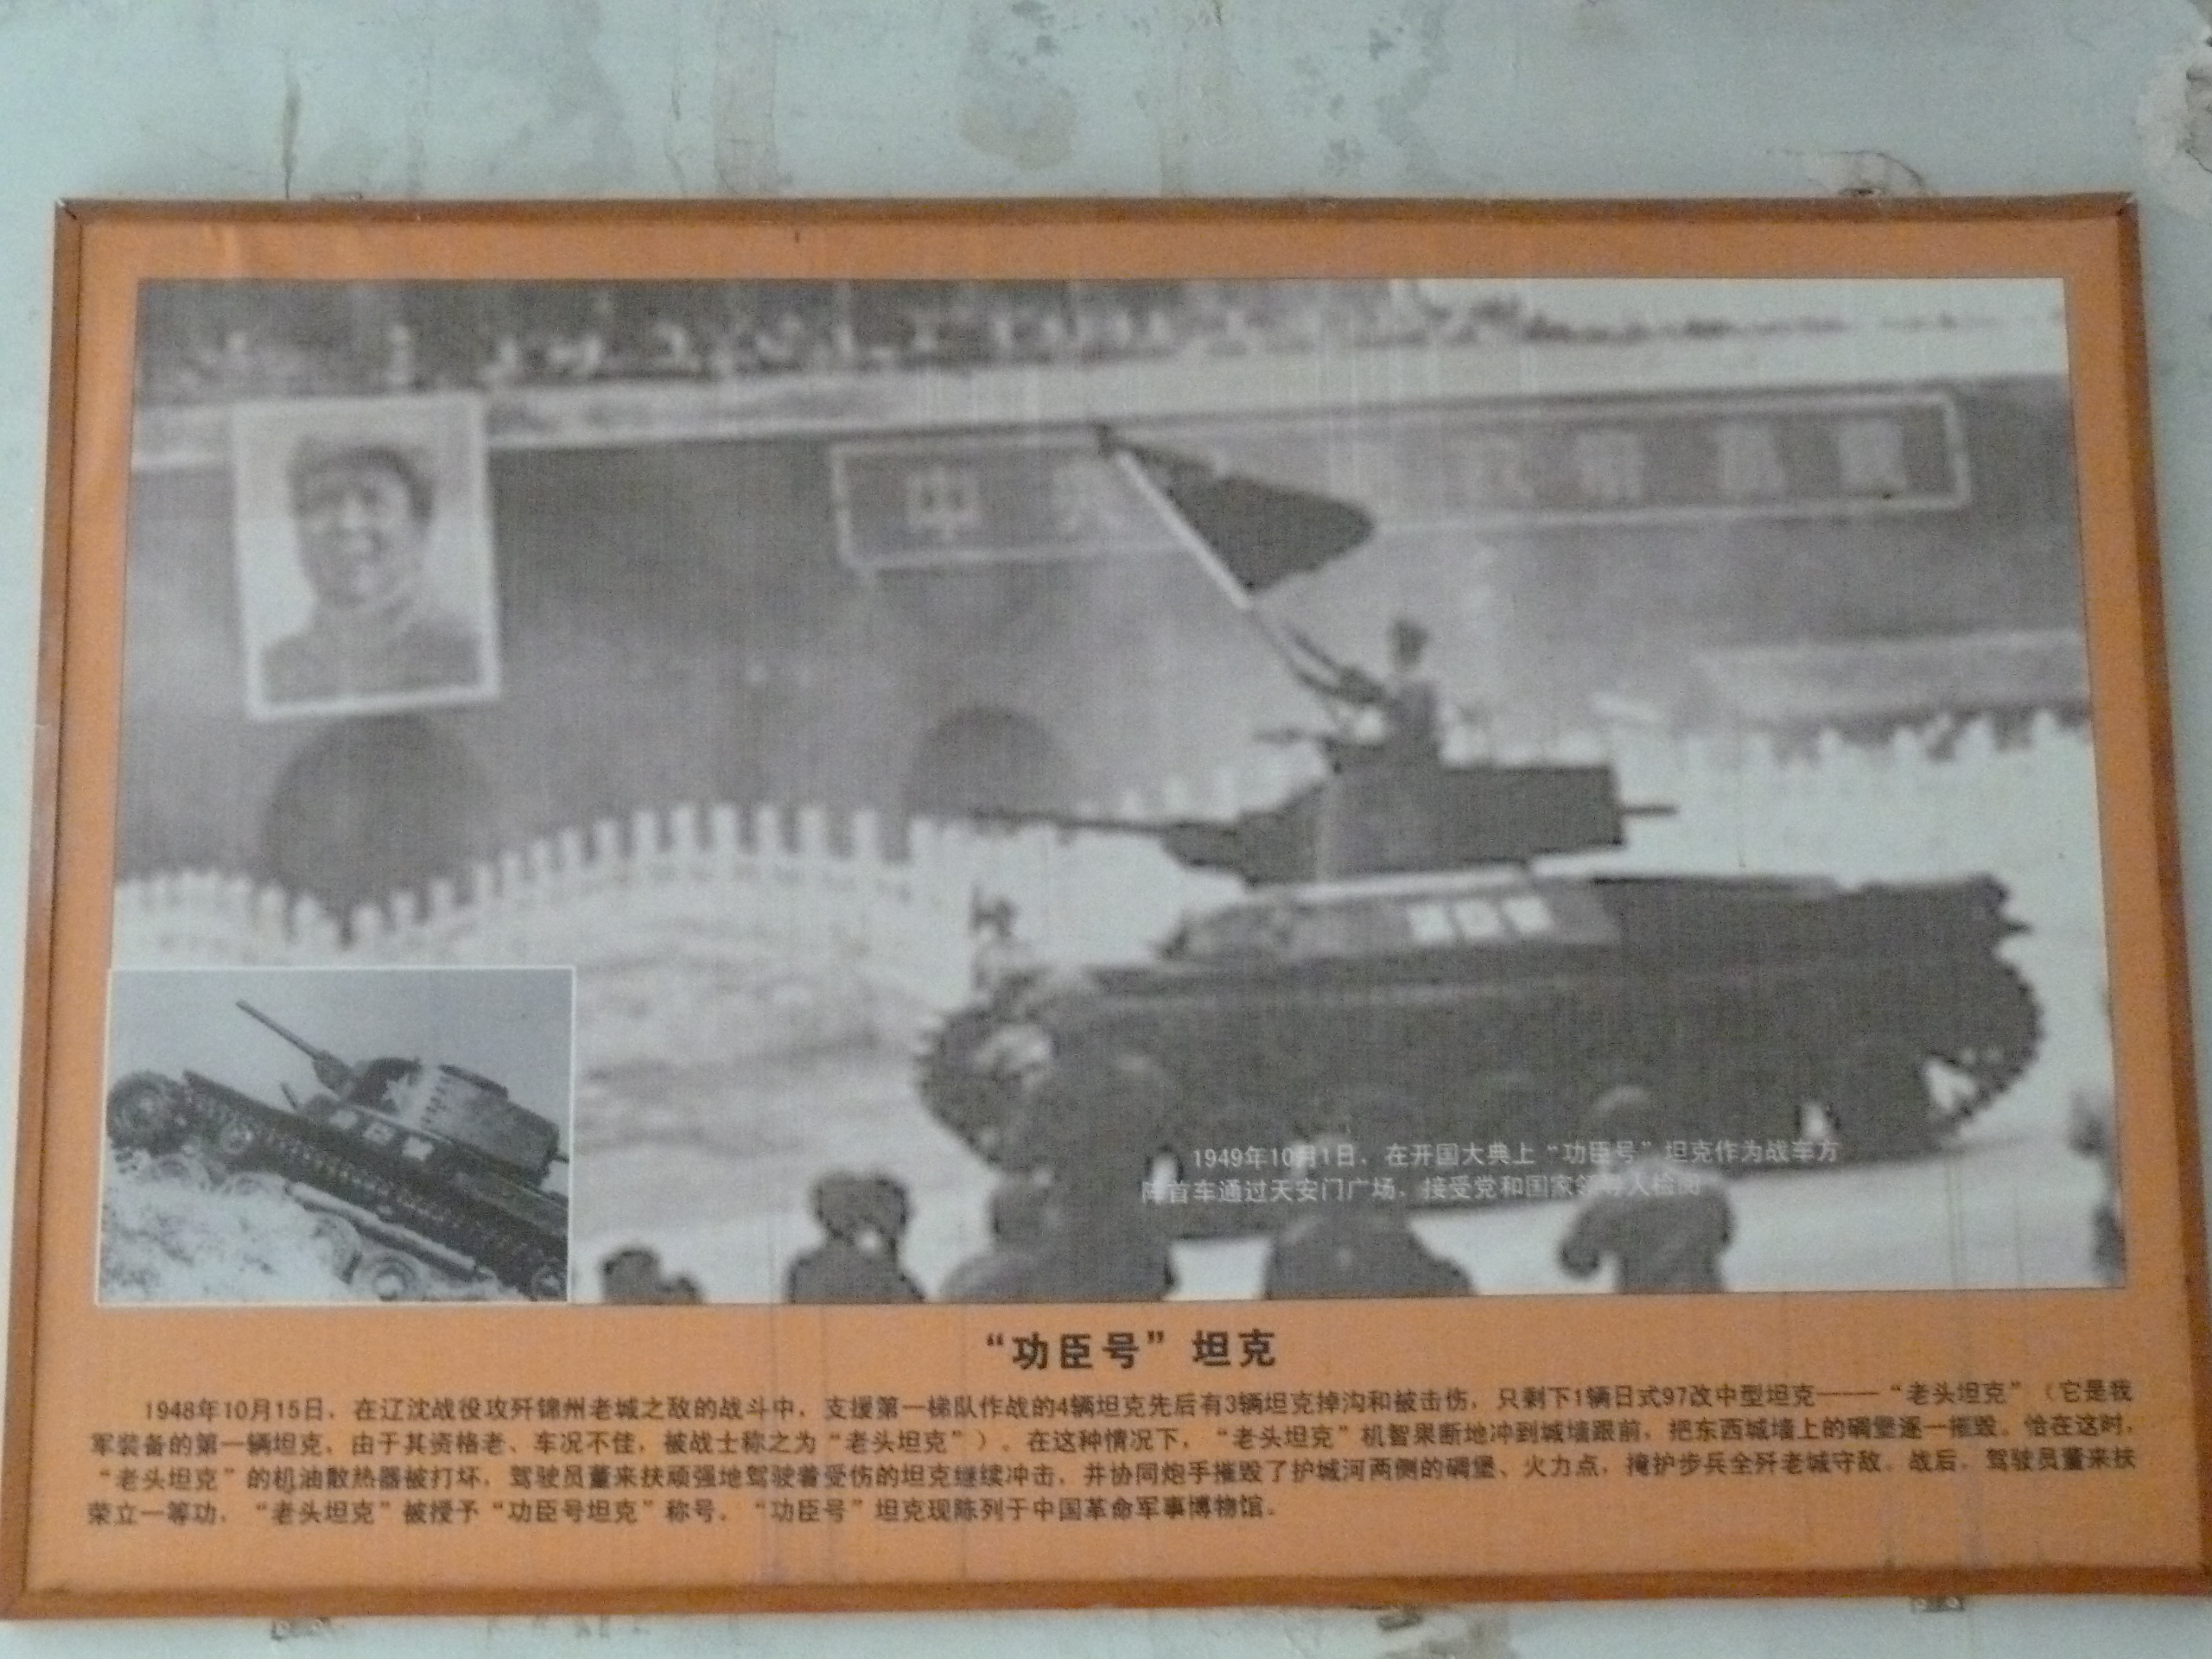 中央
功臣号
1949年10月1日，在开国大典上“功臣号”坦克作为战车方
阵首车通过天安门广场，接受党和国家领导人检阅
“功臣号”坦克
1948年10月15日，在辽沈战役攻歼锦州老城之敌的战斗中，支援第一梯队作战的4辆坦克先后有3辆坦克掉沟和被击伤，只剩下1辆日式97改中型坦克———“老头坦克”（它是我
军装备的第一辆坦克，由于其资格老、车况不佳，被战士称之为“老头坦克”）。在这种情况下，“老头坦克”机智果断地冲到城墙跟前，把东西城墙上的碉堡逐一摧毁。恰在这时，
“老头坦克”的机油散热器被打坏，驾驶员董来扶顽强地驾驶着受伤的坦克继续冲击，并协同炮手摧毁了护城河两侧的碉堡、火力点，掩护步兵全歼老城守敌。战后，驾驶员董来扶
荣立一等功，“老头坦克”被授予“功臣号坦克”称号。“功臣号”坦克现陈列于中国革命军事博物馆。